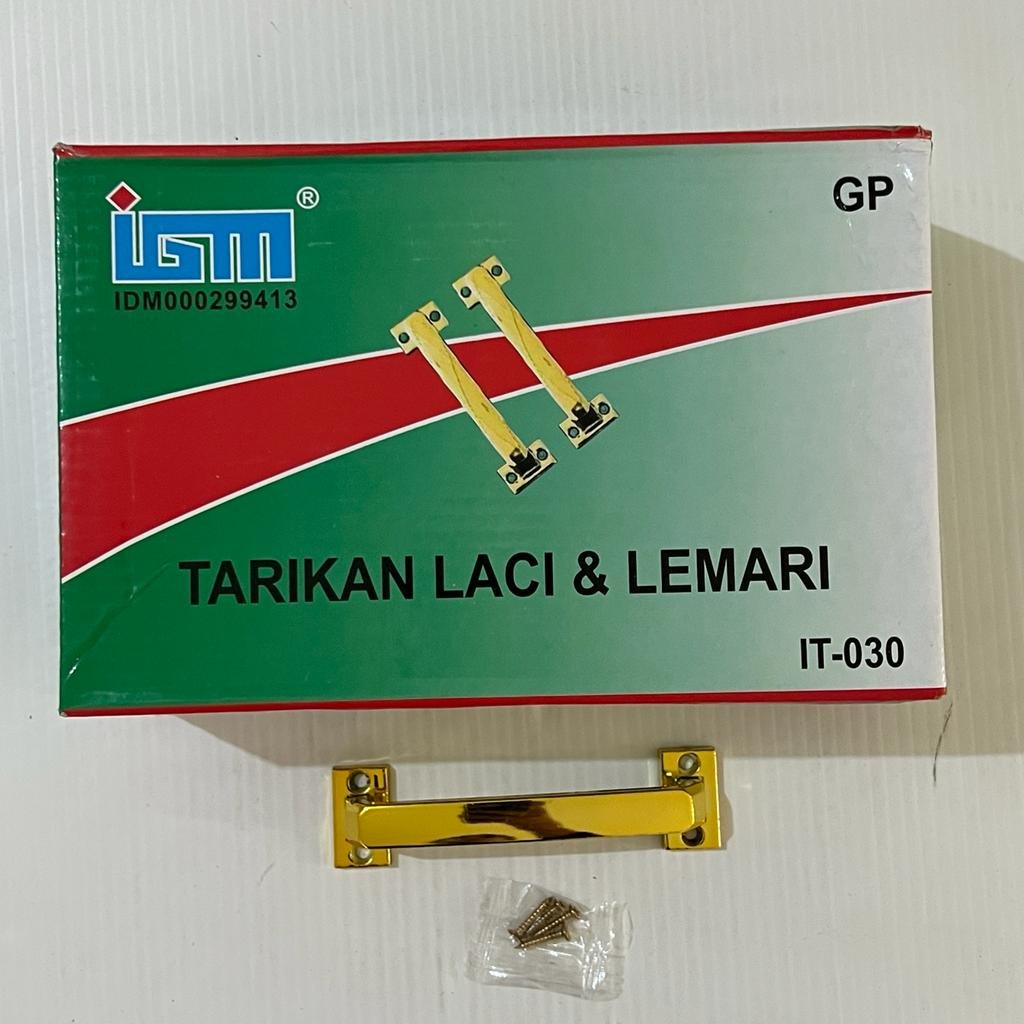 GP
iGM ®
IDM000299413
TARIKAN LACI & LEMARI
IT-030